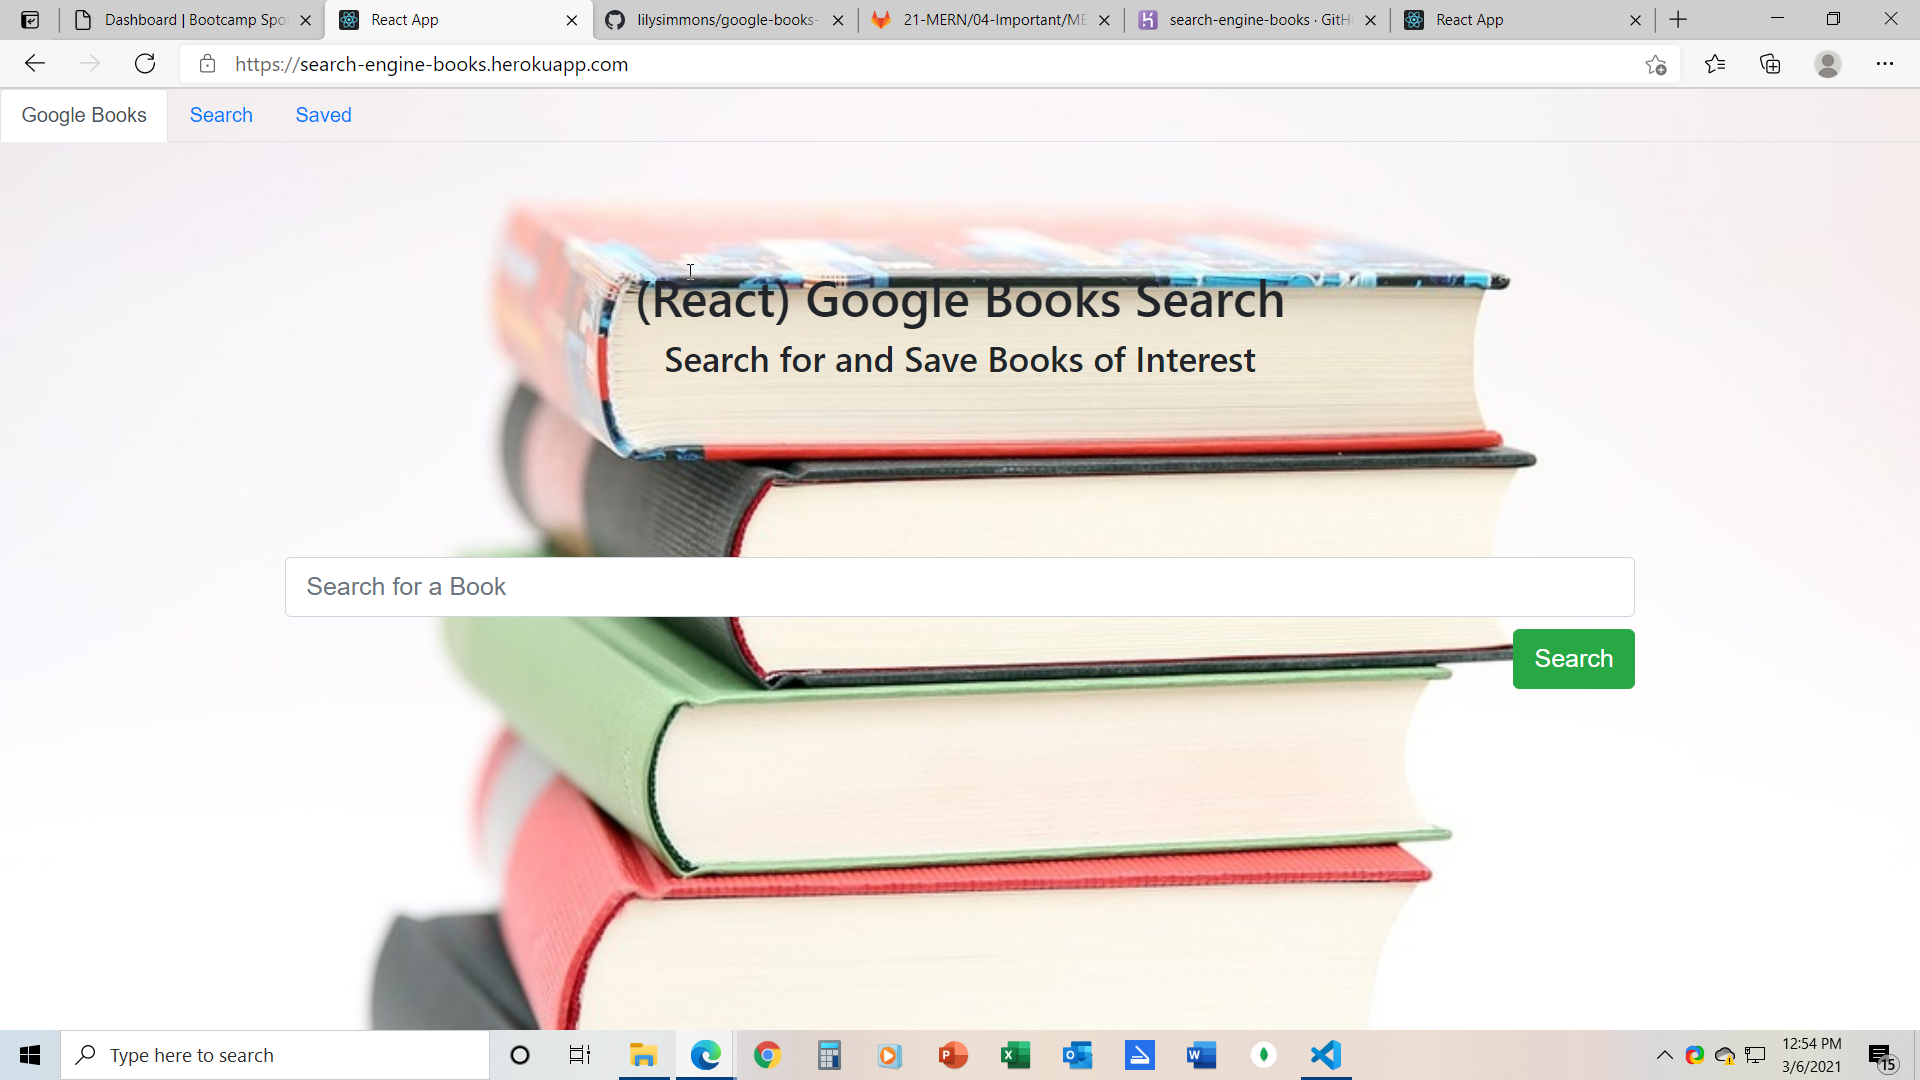 Dashboard | Bootcamp Spo
React App
lilysimmons/google-books-
21-MERN/04-Important/ME
search-engine-books · GitH
React App
https://search-engine-books.herokuapp.com
Google Books
Search
Saved
(React) Google Books Search
Search for and Save Books of Interest
Search for a Book
Search
Type here to search
12:54 PM
3/6/2021
15